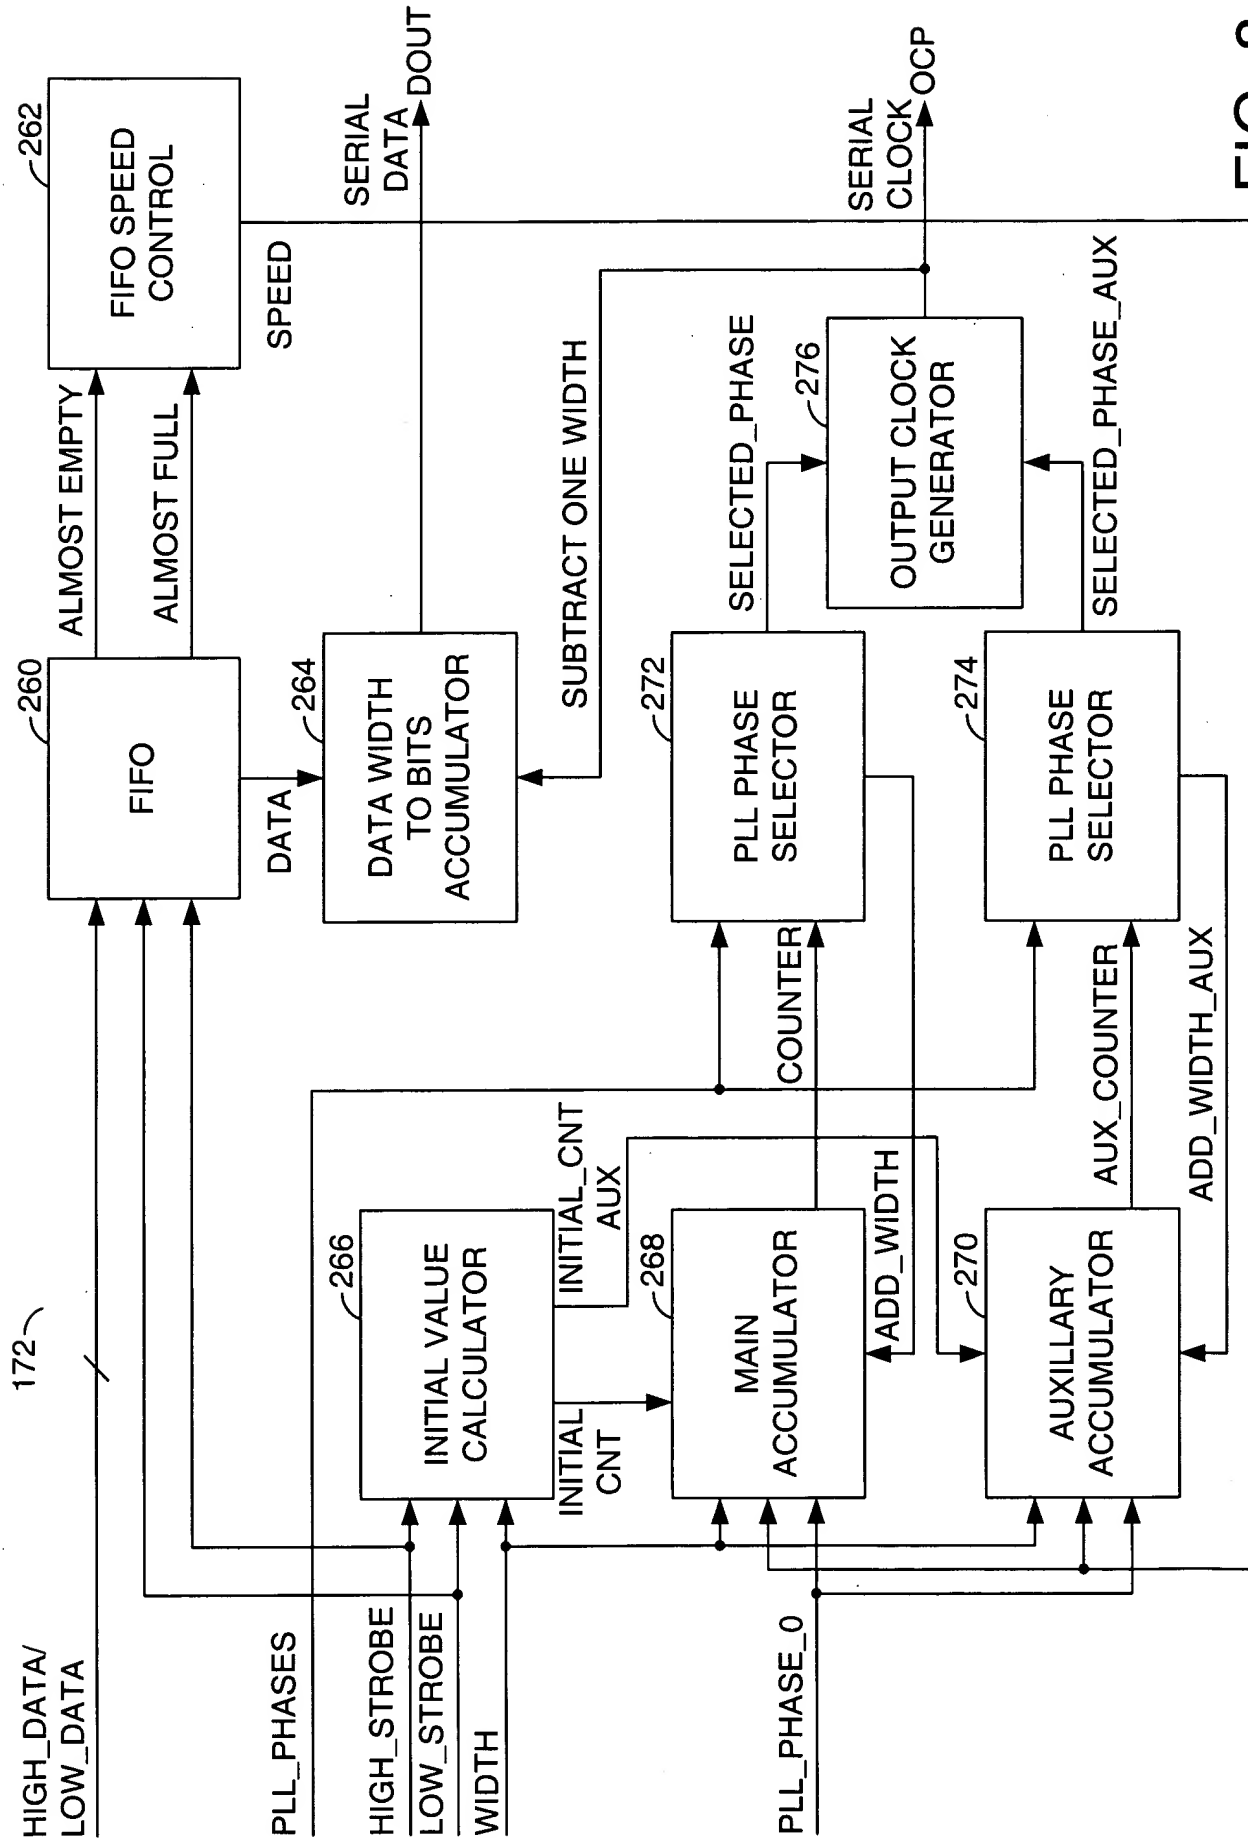 172
HIGH_DATA/
LOW_DATA
260
FIFO
ALMOST EMPTY
ALMOST FULL
262
FIFO SPEED
CONTROL
SPEED
DATA
264
DATA WIDTH
TO BITS
ACCUMULATOR
SERIAL
DATA
DOUT
PLL_PHASES
HIGH_STROBE
LOW_STROBE
WIDTH
266
INITIAL VALUE
CALCULATOR
INITIAL_CNT
AUX
INITIAL
CNT
SUBTRACT ONE WIDTH
268
MAIN
ACCUMULATOR
COUNTER
ADD_WIDTH
272
PLL PHASE
SELECTOR
SELECTED_PHASE
276
OUTPUT CLOCK
GENERATOR
SERIAL
CLOCK
OCP
PLL_PHASE_0
270
AUXILLARY
ACCUMULATOR
AUX_COUNTER
ADD_WIDTH_AUX
274
PLL PHASE
SELECTOR
SELECTED_PHASE_AUX
FIG.